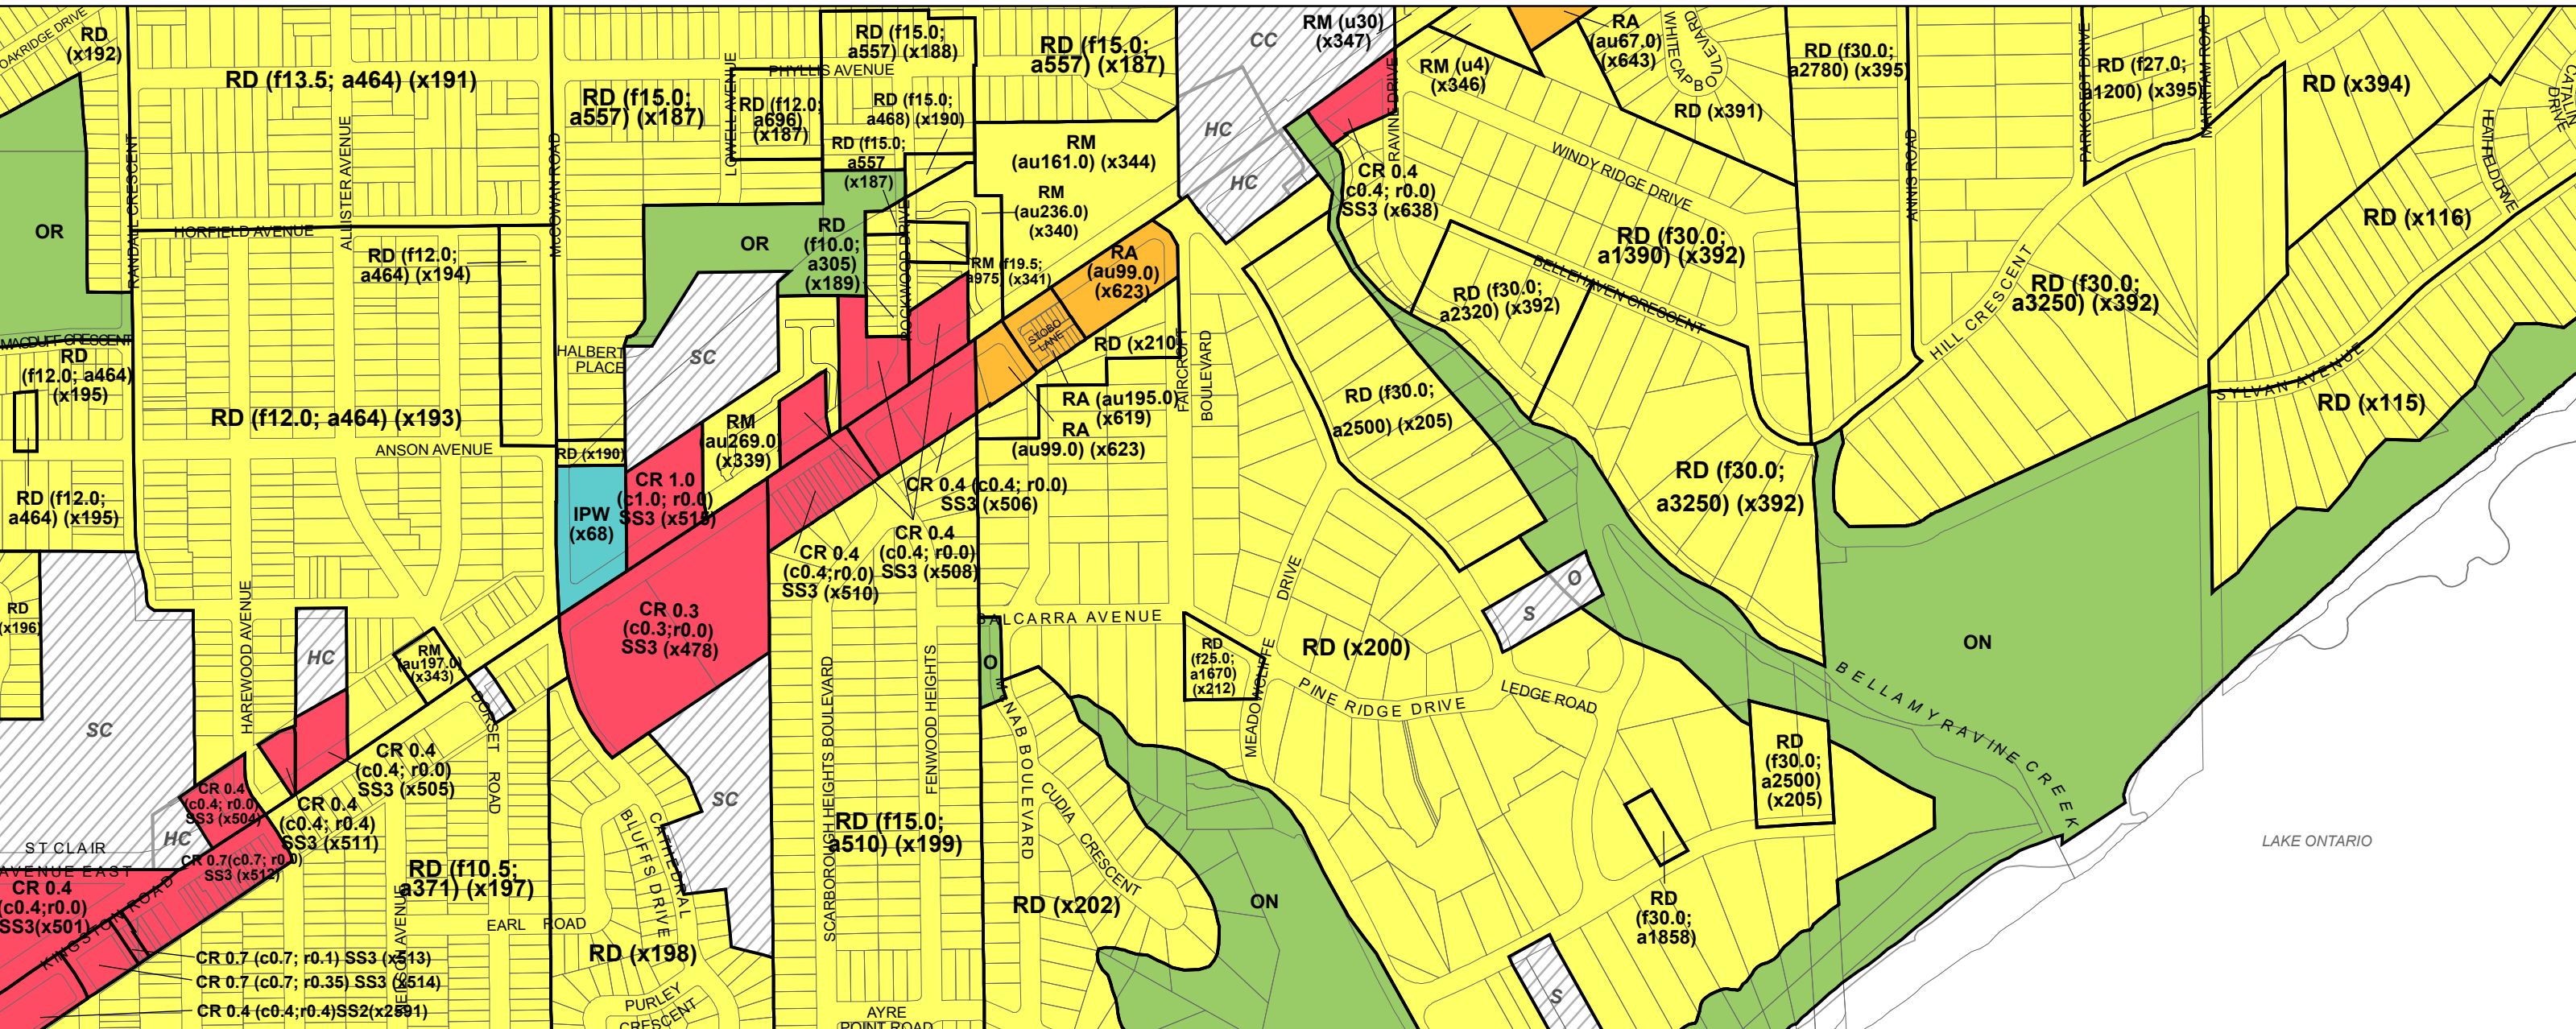 OAKRIDGE DRIVE
RD
(x192)
RD (f13.5; a464) (x191)
RD (f15.0;
a557) (x187)
LOWELL AVENUE
PHYLLIS AVENUE
RD (f15.0;
a557) (x188)
RD (f15.0;
a557) (x187)
RD (f12.0;
a696)
(x187)
RD (f15.0;
a468) (x190)
RD (f15.0;
a557
(x187)
RM
(au161.0) (x344)
RM
(au236.0)
(x340)
RM (f19.5;
a975) (x341)
CC
HC
HC
RM (u30)
(x347)
RAVINE DRIVE
RM (u4)
(x346)
RA
(au67.0)
(x643)
WHITECAP BOULEVARD
RD (x391)
RD (f30.0;
a2780) (x395)
ANNIS ROAD
PARKCREST DRIVE
RD (f27.0;
a1200) (x395)
MARKHAM ROAD
RD (x394)
HEATHFIELD DRIVE
DRIVE
RD (x116)
WINDY RIDGE DRIVE
CR 0.4
(c0.4; r0.0)
SS3 (x638)
RD (f30.0;
a1390) (x392)
BELLEHAVEN CRESCENT
RD (f30.0;
a2320) (x392)
HILL CRESCENT
RD (f30.0;
a3250) (x392)
SYLVAN AVENUE
RD (x115)
OR
RANDALL CRESCENT
ALLISTER AVENUE
McCOWAN ROAD
HORFIELD AVENUE
RD (f12.0;
a464) (x194)
OR
RD
(f10.0;
a305)
(x189)
ROCKWOOD DRIVE
RA
(au99.0)
(x623)
STOBO
LANE
RD (x210)
FAIRCROFT
BOULEVARD
MACDUFF CRESCENT
RD
(f12.0; a464)
(x195)
HALBERT
PLACE
SC
RD (f12.0; a464) (x193)
ANSON AVENUE
RD (x190)
RM
(au269.0)
(x339)
RA (au195.0)
(x619)
RA
(au99.0) (x623)
RD (f30.0;
a2500) (x205)
RD (f30.0;
a3250) (x392)
RD (f12.0;
a464) (x195)
IPW
(x68)
CR 1.0
(c1.0; r0.0)
SS3 (x515)
CR 0.4 (c0.4; r0.0)
SS3 (x506)
CR 0.4
(c0.4; r0.0)
SS3 (x508)
CR 0.4
(c0.4;r0.0)
SS3 (x510)
CR 0.3
(c0.3;r0.0)
SS3 (x478)
RD
(x196)
HAREWOOD AVENUE
HC
RM
(au197.0)
(x343)
DORSET
ROAD
BALCARRA AVENUE
O
McNAB BOULEVARD
RD
(f25.0;
a1670)
(x212)
MEADOWCLIFFE
DRIVE
RD (x200)
PINE RIDGE DRIVE
LEDGE ROAD
S
O
ON
BELLAMY RAVINE CREEK
LAKE ONTARIO
SC
CR 0.4
(c0.4; r0.0)
SS3 (x505)
CR 0.4
(c0.4; r0.0)
SS3 (x504)
CR 0.4
(c0.4; r0.4)
SS3 (x511)
HC
ST CLAIR
AVENUE EAST
CR 0.7(c0.7; r0.0)
SS3 (x512)
CR 0.4
(c0.4;r0.0)
SS3(x501)
KINGSTON ROAD
RD (f10.5;
a371) (x197)
NEILSON AVENUE
EARL ROAD
CR 0.7 (c0.7; r0.1) SS3 (x513)
CR 0.7 (c0.7; r0.35) SS3 (x514)
CR 0.4 (c0.4;r0.4)SS2(x2591)
SC
BLUFFS DRIVE
CATHEDRAL
RD (x198)
PURLEY
CRESCENT
SCARBOROUGH HEIGHTS BOULEVARD
FENWOOD HEIGHTS
RD (f15.0;
a510) (x199)
AYRE
POINT ROAD
CUDIA CRESCENT
RD (x202)
ON
RD
(f30.0;
a2500)
(x205)
RD
(f30.0;
a1858)
S